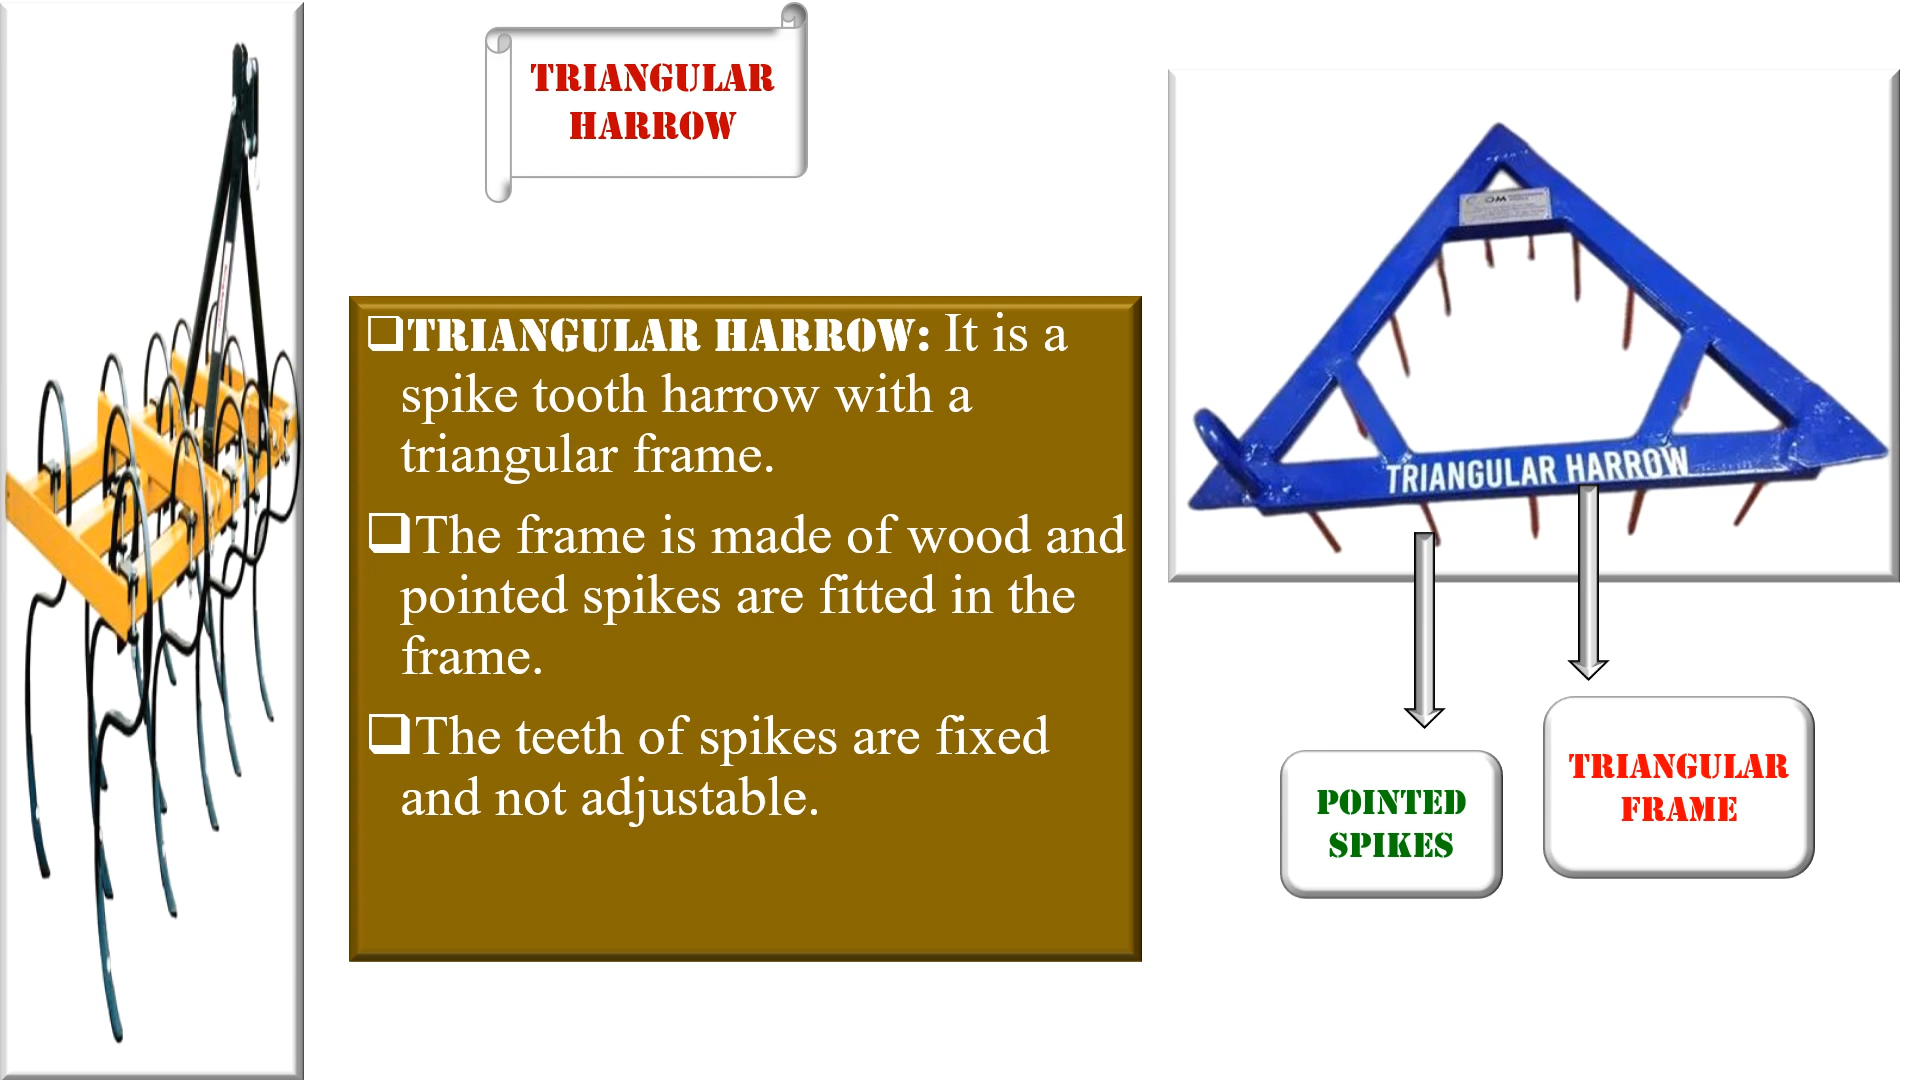 TRIANGULAR
HARROW
TRIANGULAR HARROW: It is a
spike tooth harrow with a
triangular frame.
The frame is made of wood and
pointed spikes are fitted in the
frame.
The teeth of spikes are fixed
and not adjustable.
OM
TRIANGULAR HARROW
POINTED
SPIKES
TRIANGULAR
FRAME